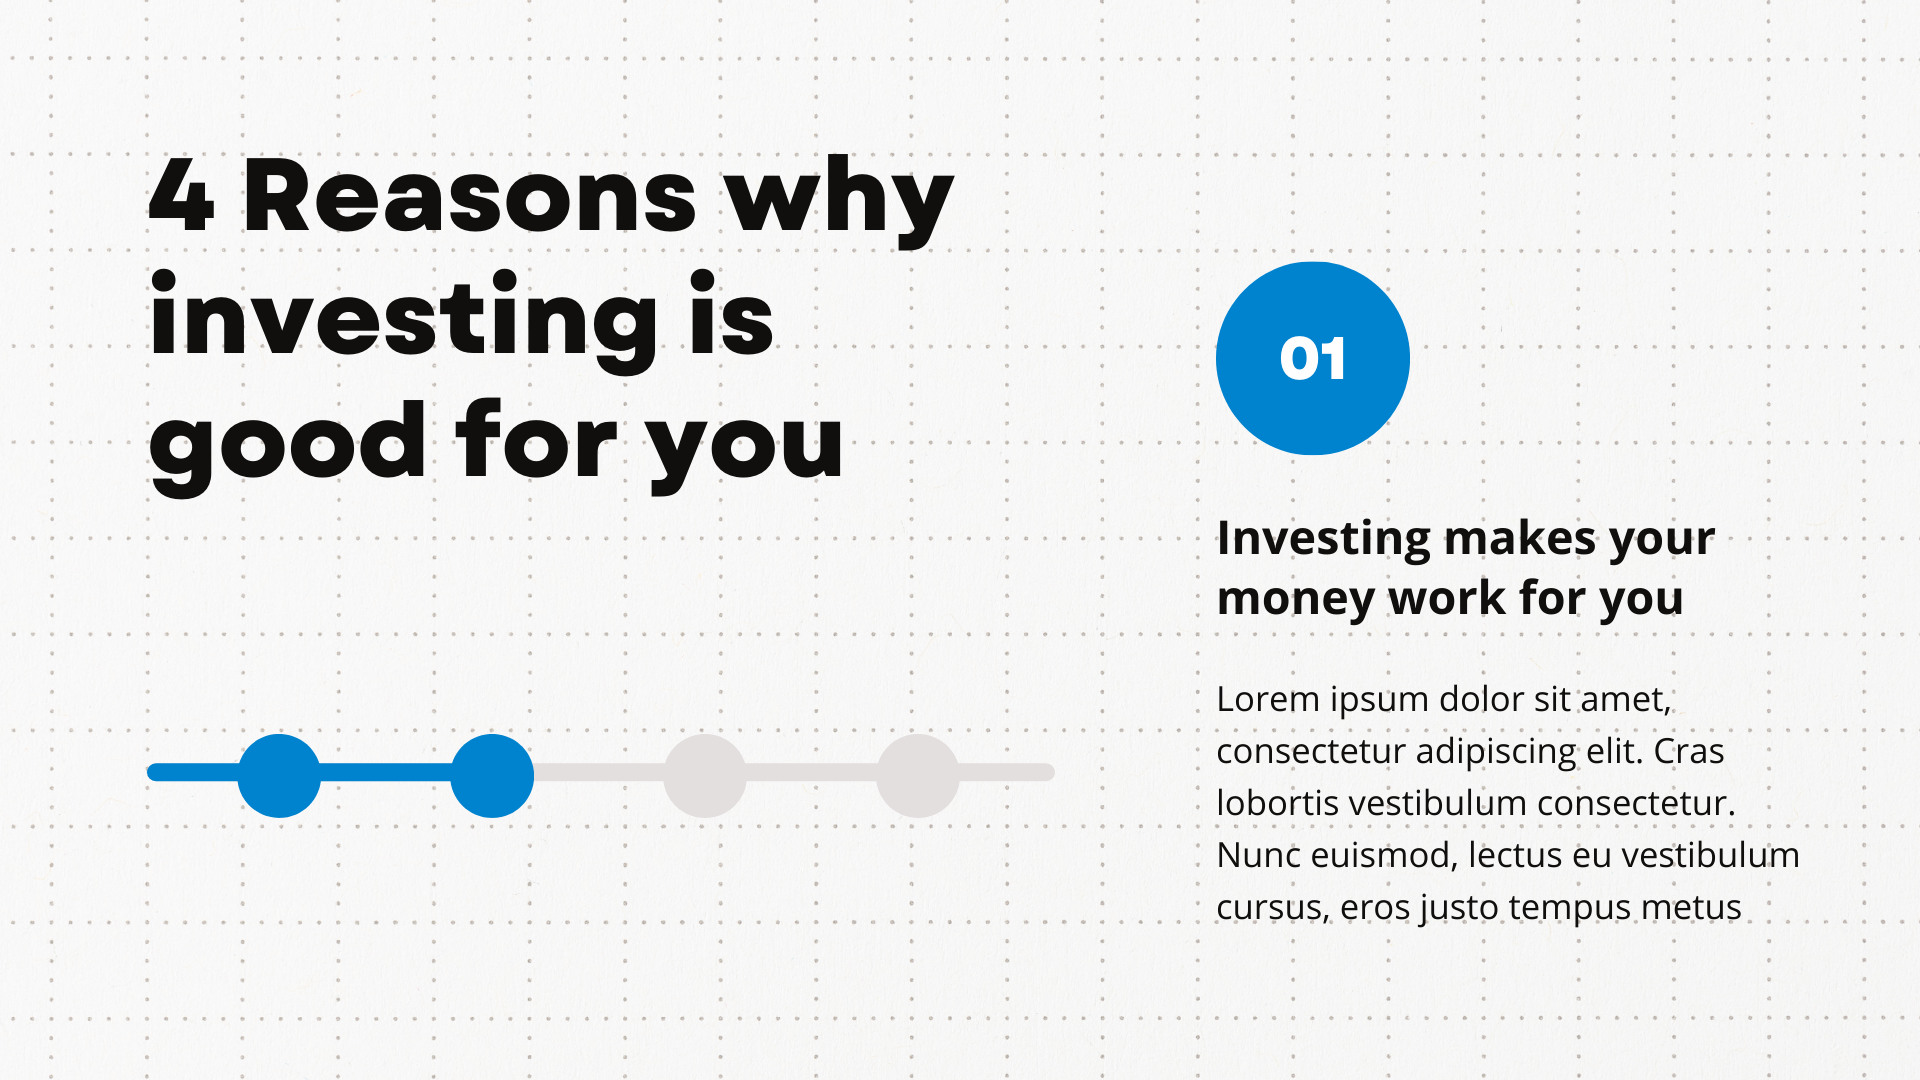 4 Reasons why
investing is
good for you
01
Investing makes your
money work for you
Lorem ipsum dolor sit amet,
consectetur adipiscing elit. Cras
lobortis vestibulum consectetur.
Nunc euismod, lectus eu vestibulum
cursus, eros justo tempus metus